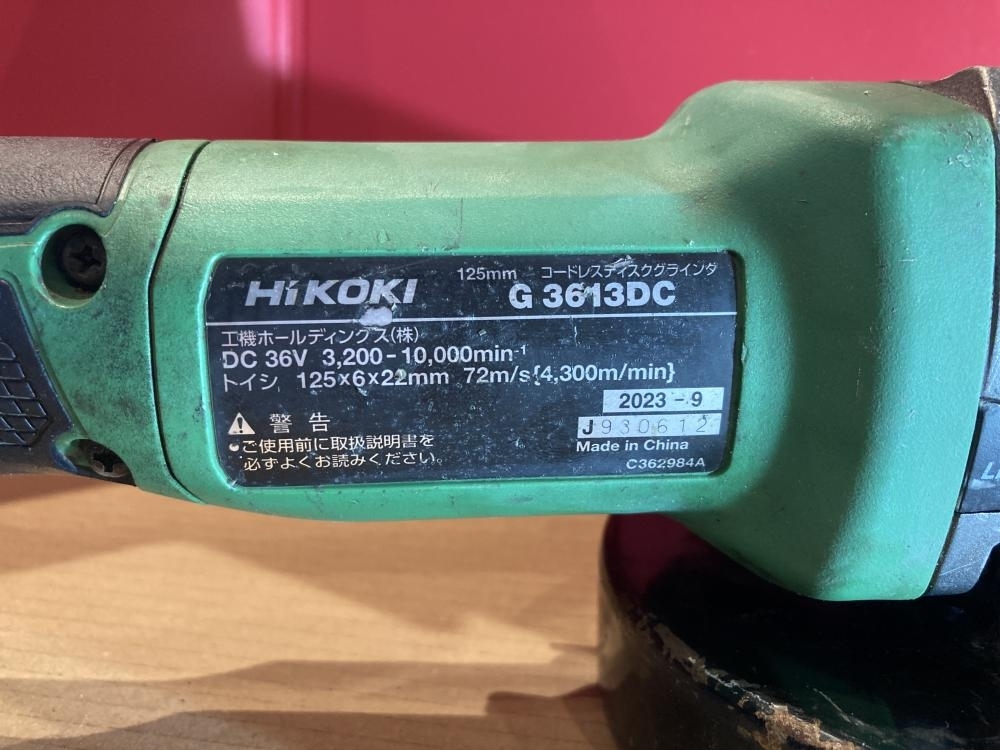 125mm コードレスディスクグラインダ
HiKOKI G 3613DC
工機ホールディングス(株)
DC 36V 3,200-10,000min-1
トイシ 125×6×22mm 72m/s{4,300m/min}
2023-9
警告 J930612
●ご使用前に取扱説明書を Made in China
必ずよくお読みください。 C362984A